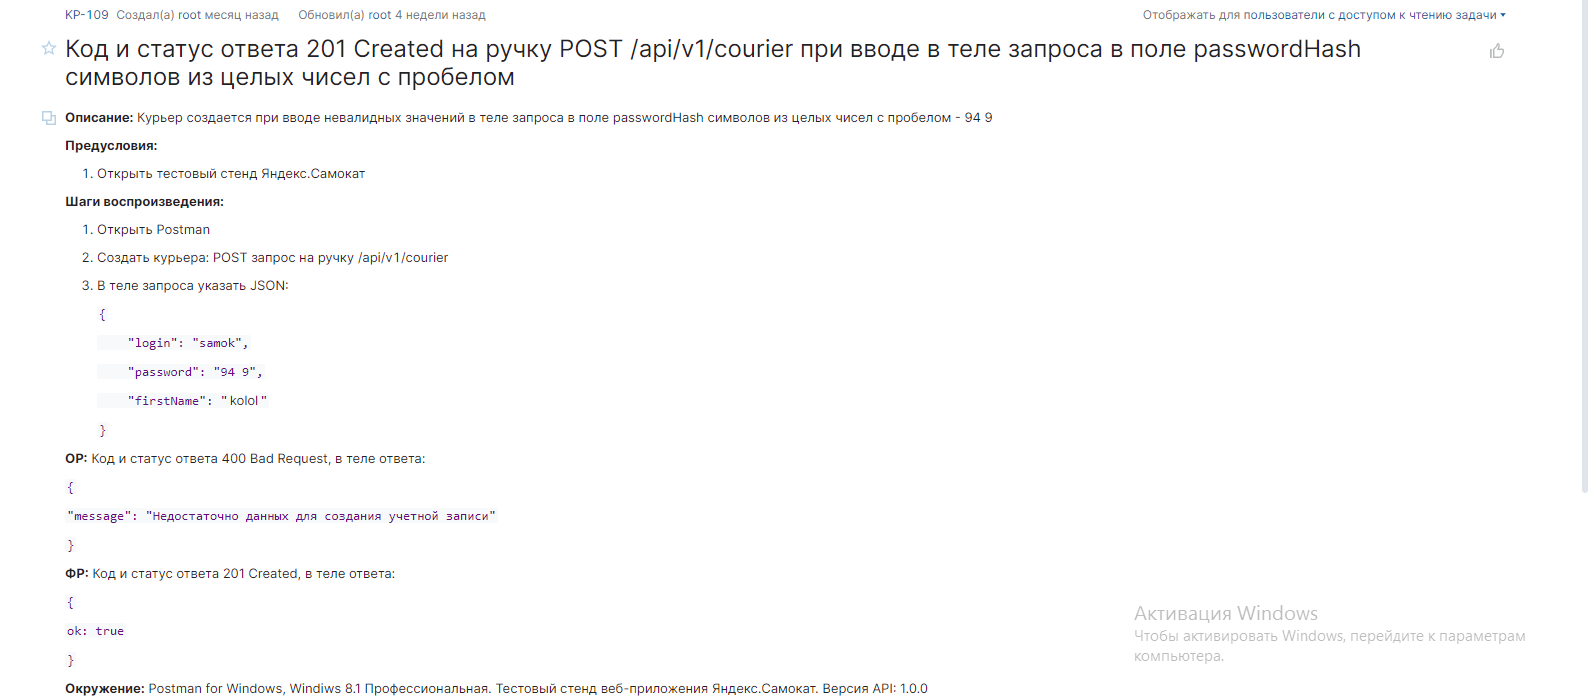 KP-109 Создал(а) root месяц назад Обновил(а) root 4 недели назад Отображать для пользователи с доступом к чтению задачи
Код и статус ответа 201 Created на ручку POST /api/v1/courier при вводе в теле запроса в поле passwordHash
символов из целых чисел с пробелом
Описание: Курьер создается при вводе невалидных значений в теле запроса в поле passwordHash символов из целых чисел с пробелом - 94 9
Предусловия:
1. Открыть тестовый стенд Яндекс.Самокат
Шаги воспроизведения:
1. Открыть Postman
2. Создать курьера: POST запрос на ручку /api/v1/courier
3. В теле запроса указать JSON:
{
"login": "samok",
"password": "94 9",
"firstName": "kolol"
}
ОР: Код и статус ответа 400 Bad Request, в теле ответа:
{
"message": "Недостаточно данных для создания учетной записи"
}
ФР: Код и статус ответа 201 Created, в теле ответа:
{
ok: true
}
Окружение: Postman for Windows, Windiws 8.1 Профессиональная. Тестовый стенд веб-приложения Яндекс.Самокат. Версия API: 1.0.0
Активация Windows
Чтобы активировать Windows, перейдите к параметрам
компьютера.